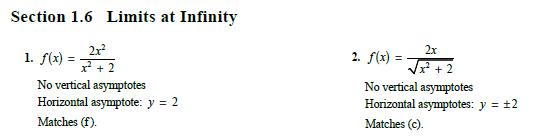 Section 1.6 Limits at Infinity
1. f(x) = 2x² / (x² + 2)
No vertical asymptotes
Horizontal asymptote: y = 2
Matches (f).
2. f(x) = 2x / √(x² + 2)
No vertical asymptotes
Horizontal asymptotes: y = ±2
Matches (c).